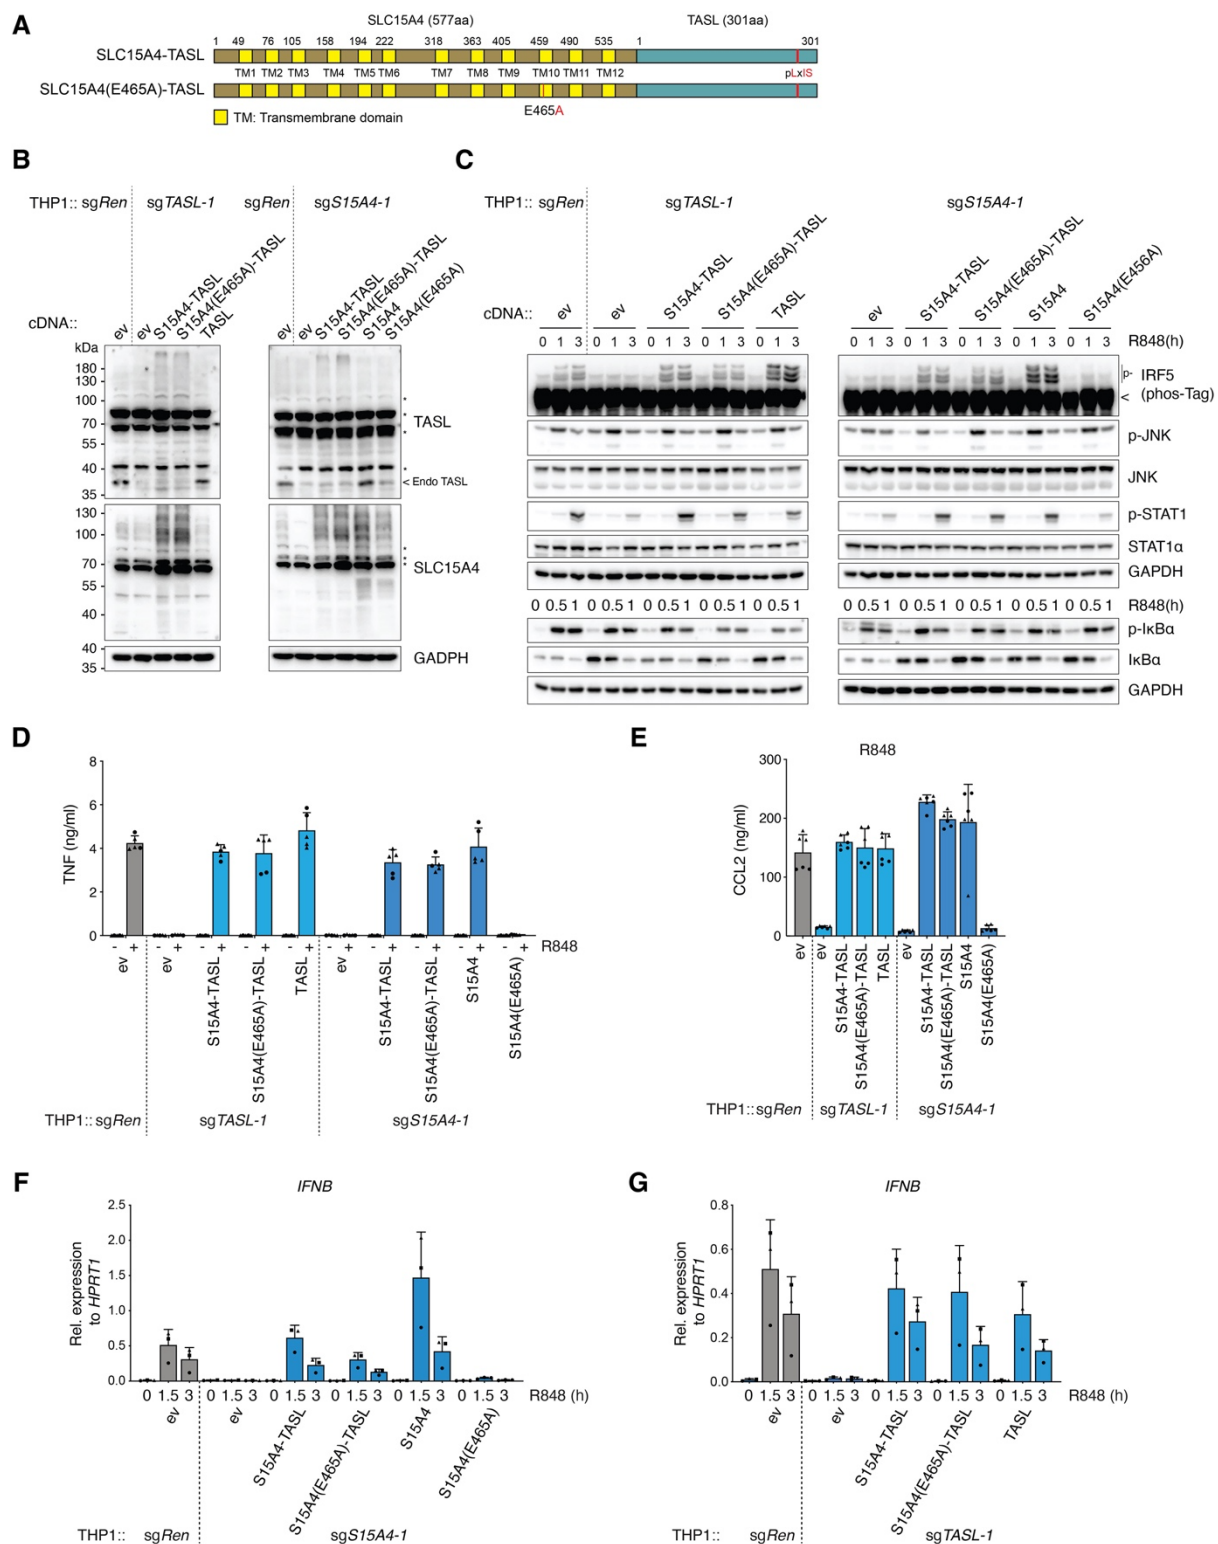 A
SLC15A4 (577aa) TASL (301aa)
1 49 76 105 158 194 222 318 363 405 459 490 535 1 301
SLC15A4-TASL
TM1 TM2 TM3 TM4 TM5 TM6 TM7 TM8 TM9 TM10 TM11 TM12 pLxIS
SLC15A4(E465A)-TASL
E465A
TM: Transmembrane domain
B
THP1:: sgRen sgTASL-1 sgRen sgS15A4-1
cDNA:: ev ev S15A4-TASL S15A4(E465A)-TASL TASL ev ev S15A4-TASL S15A4(E465A)-TASL S15A4 S15A4(E465A)
kDa
180
130
100
70
55
40
35
* * * *
TASL
< Endo TASL
130
100
70
55
40
* * *
SLC15A4
40
35
GADPH
C
THP1:: sgRen sgTASL-1 sgS15A4-1
cDNA:: ev ev S15A4-TASL S15A4(E465A)-TASL TASL ev S15A4-TASL S15A4(E465A)-TASL S15A4 S15A4(E456A)
0 1 3 0 1 3 0 1 3 0 1 3 0 1 3 0 1 3 0 1 3 0 1 3 0 1 3 0 1 3 R848(h)
p- IRF5
< (phos-Tag)
p-JNK
JNK
p-STAT1
STAT1α
GAPDH
0 0.5 1 0 0.5 1 0 0.5 1 0 0.5 1 0 0.5 1 0 0.5 1 0 0.5 1 0 0.5 1 0 0.5 1 0 0.5 1 R848(h)
p-IκBα
IκBα
GAPDH
D
TNF (ng/ml)
8
6
4
2
0
- + - + - + - + - + - + - + - + - + - + R848
ev ev S15A4-TASL S15A4(E465A)-TASL TASL ev S15A4-TASL S15A4(E465A)-TASL S15A4 S15A4(E465A)
THP1:: sgRen sgTASL-1 sgS15A4-1
E
R848
CCL2 (ng/ml)
300
200
100
0
ev ev S15A4-TASL S15A4(E465A)-TASL TASL ev S15A4-TASL S15A4(E465A)-TASL S15A4 S15A4(E465A)
THP1:: sgRen sgTASL-1 sgS15A4-1
F
IFNB
Rel. expression
to HPRT1
2.5
2.0
1.5
1.0
0.5
0.0
0 1.5 3 0 1.5 3 0 1.5 3 0 1.5 3 0 1.5 3 0 1.5 3 R848 (h)
ev ev S15A4-TASL S15A4(E465A)-TASL S15A4 S15A4(E465A)
THP1:: sgRen sgS15A4-1
G
IFNB
Rel. expression
to HPRT1
0.8
0.6
0.4
0.2
0.0
0 1.5 3 0 1.5 3 0 1.5 3 0 1.5 3 0 1.5 3 R848 (h)
ev ev S15A4-TASL S15A4(E465A)-TASL TASL
THP1:: sgRen sgTASL-1